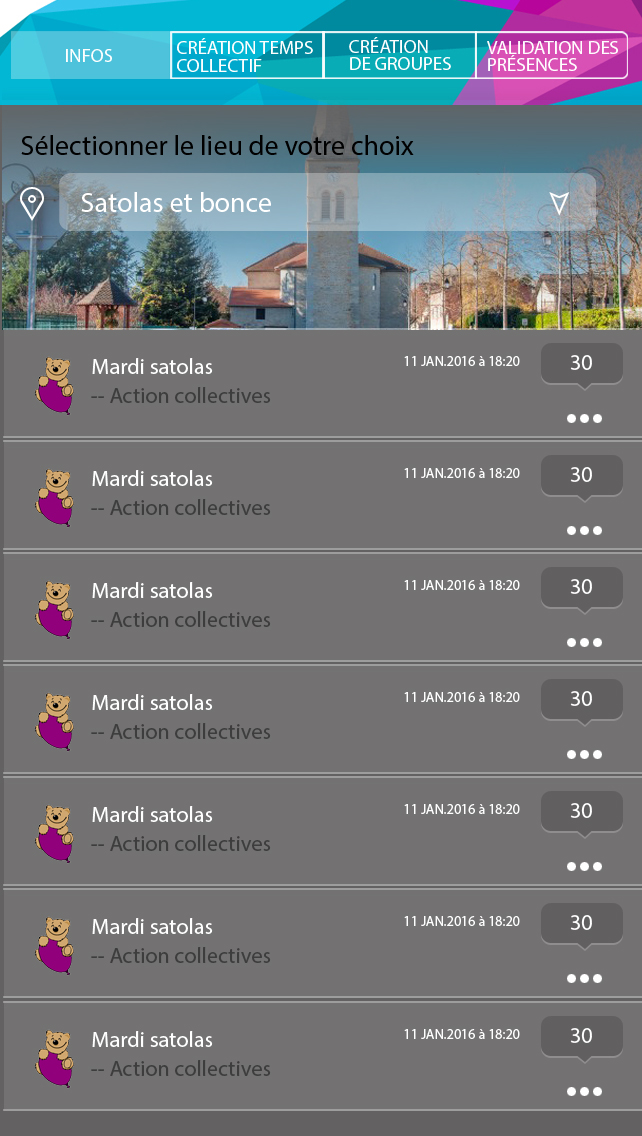 INFOS
CRÉATION TEMPS
COLLECTIF
CRÉATION
DE GROUPES
VALIDATION DES
PRÉSENCES
Sélectionner le lieu de votre choix
Satolas et bonce
Mardi satolas
-- Action collectives
11 JAN.2016 à 18:20
30
Mardi satolas
-- Action collectives
11 JAN.2016 à 18:20
30
Mardi satolas
-- Action collectives
11 JAN.2016 à 18:20
30
Mardi satolas
-- Action collectives
11 JAN.2016 à 18:20
30
Mardi satolas
-- Action collectives
11 JAN.2016 à 18:20
30
Mardi satolas
-- Action collectives
11 JAN.2016 à 18:20
30
Mardi satolas
-- Action collectives
11 JAN.2016 à 18:20
30